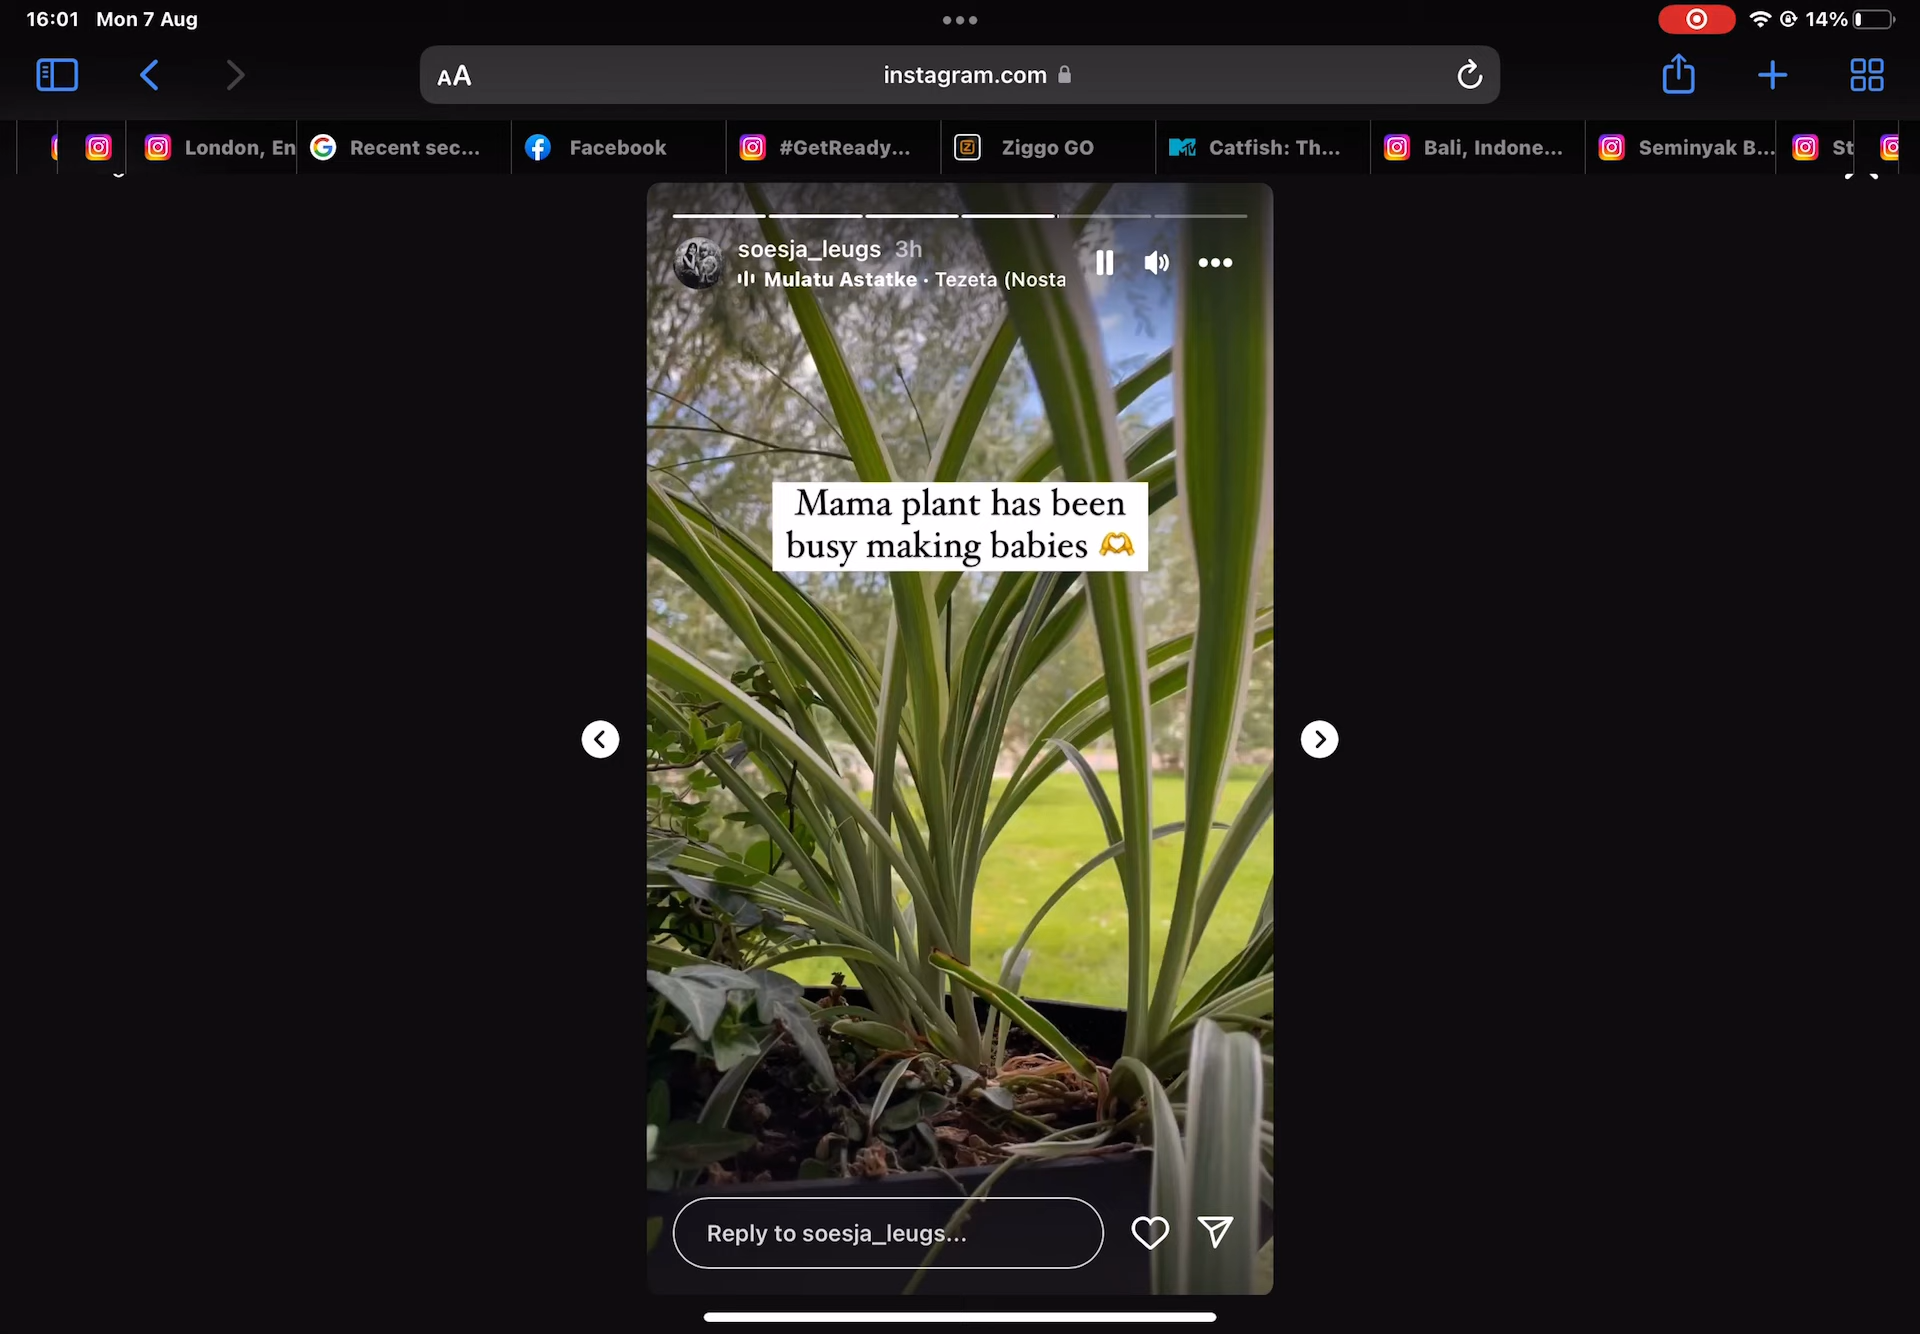 16:01 Mon 7 Aug
14%
AA
instagram.com
London, En
Recent sec...
Facebook
#GetReady...
Ziggo GO
Catfish: Th...
Bali, Indone...
Seminyak B...
St
soesja_leugs 3h
Mulatu Astatke · Tezeta (Nosta
Mama plant has been
busy making babies 🫶
Reply to soesja_leugs...